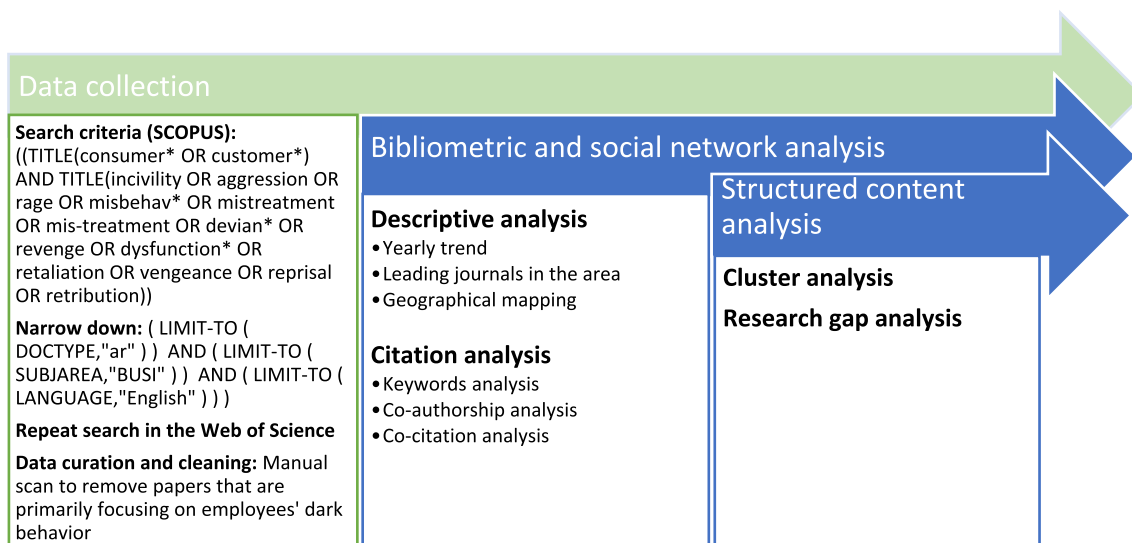 Data collection
Search criteria (SCOPUS):
((TITLE(consumer* OR customer*)
AND TITLE(incivility OR aggression OR
rage OR misbehav* OR mistreatment
OR mis-treatment OR devian* OR
revenge OR dysfunction* OR
retaliation OR vengeance OR reprisal
OR retribution))
Narrow down: ( LIMIT-TO (
DOCTYPE,"ar" ) )  AND ( LIMIT-TO (
SUBJAREA,"BUSI" ) )  AND ( LIMIT-TO (
LANGUAGE,"English" ) ) )
Repeat search in the Web of Science
Data curation and cleaning: Manual
scan to remove papers that are
primarily focusing on employees' dark
behavior
Bibliometric and social network analysis
Descriptive analysis
•Yearly trend
•Leading journals in the area
•Geographical mapping
Citation analysis
•Keywords analysis
•Co-authorship analysis
•Co-citation analysis
Structured content
analysis
Cluster analysis
Research gap analysis